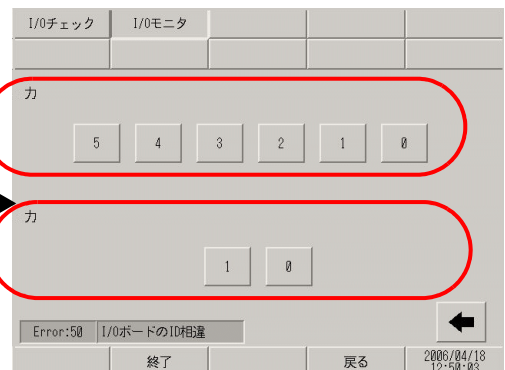 I/Oチェック I/Oモニタ
力
5 4 3 2 1 0
力
1 0
Error:50 I/OボードのID相違
終了 戻る 2006/04/18
12:50:03